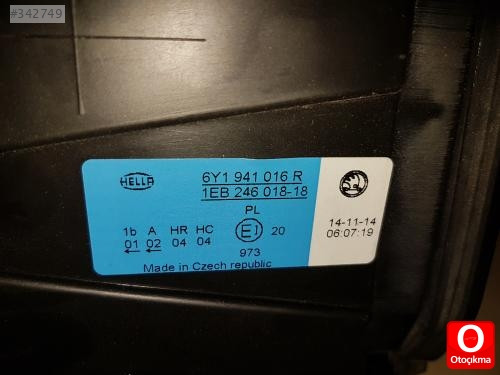 #342749
HELLA
6Y1 941 016 R
1EB 246 018-18
PL
1b A HR HC
01 02 04 04
E1 20
973
Made in Czech republic
14-11-14
06:07:19
O
Otoçıkma